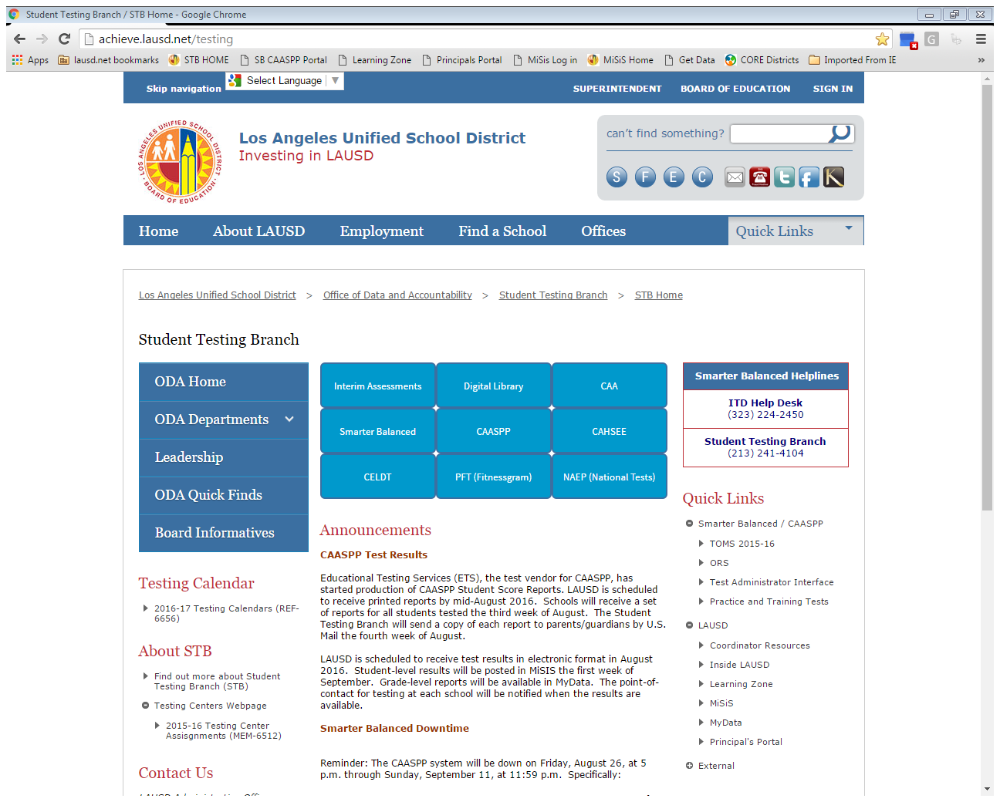 Student Testing Branch / STB Home - Google Chrome
achieve.lausd.net/testing
Apps lausd.net bookmarks STB HOME SB CAASPP Portal Learning Zone Principals Portal MiSis Log in MiSiS Home Get Data CORE Districts Imported From IE »
Skip navigation Select Language ▼ SUPERINTENDENT BOARD OF EDUCATION SIGN IN
LOS ANGELES UNIFIED SCHOOL DISTRICT
BOARD OF EDUCATION
Los Angeles Unified School District
Investing in LAUSD
can't find something?
S F E C
Home About LAUSD Employment Find a School Offices Quick Links
Los Angeles Unified School District > Office of Data and Accountability > Student Testing Branch > STB Home
Student Testing Branch
ODA Home
ODA Departments
Leadership
ODA Quick Finds
Board Informatives
Testing Calendar
2016-17 Testing Calendars (REF-
6656)
About STB
Find out more about Student
Testing Branch (STB)
Testing Centers Webpage
2015-16 Testing Center
Assisgnments (MEM-6512)
Contact Us
Interim Assessments Digital Library CAA
Smarter Balanced CAASPP CAHSEE
CELDT PFT (Fitnessgram) NAEP (National Tests)
Announcements
CAASPP Test Results
Educational Testing Services (ETS), the test vendor for CAASPP, has
started production of CAASPP Student Score Reports. LAUSD is scheduled
to receive printed reports by mid-August 2016.  Schools will receive a set
of reports for all students tested the third week of August.  The Student
Testing Branch will send a copy of each report to parents/guardians by U.S.
Mail the fourth week of August.
LAUSD is scheduled to receive test results in electronic format in August
2016.  Student-level results will be posted in MiSIS the first week of
September.  Grade-level reports will be available in MyData.  The point-of-
contact for testing at each school will be notified when the results are
available.
Smarter Balanced Downtime
Reminder: The CAASPP system will be down on Friday, August 26, at 5
p.m. through Sunday, September 11, at 11:59 p.m.  Specifically:
Smarter Balanced Helplines
ITD Help Desk
(323) 224-2450
Student Testing Branch
(213) 241-4104
Quick Links
Smarter Balanced / CAASPP
TOMS 2015-16
ORS
Test Administrator Interface
Practice and Training Tests
LAUSD
Coordinator Resources
Inside LAUSD
Learning Zone
MiSiS
MyData
Principal's Portal
External